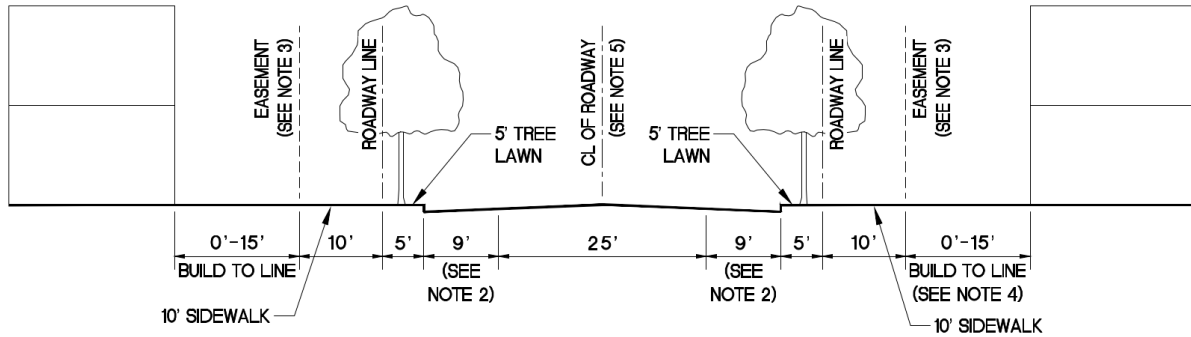 EASEMENT
(SEE NOTE 3)
ROADWAY LINE
5' TREE
LAWN
CL OF ROADWAY
(SEE NOTE 5)
5' TREE
LAWN
ROADWAY LINE
EASEMENT
(SEE NOTE 3)
0'-15'
10'
5'
9'
25'
9'
5'
10'
0'-15'
BUILD TO LINE
(SEE
NOTE 2)
(SEE
NOTE 2)
BUILD TO LINE
(SEE NOTE 4)
10' SIDEWALK
10' SIDEWALK